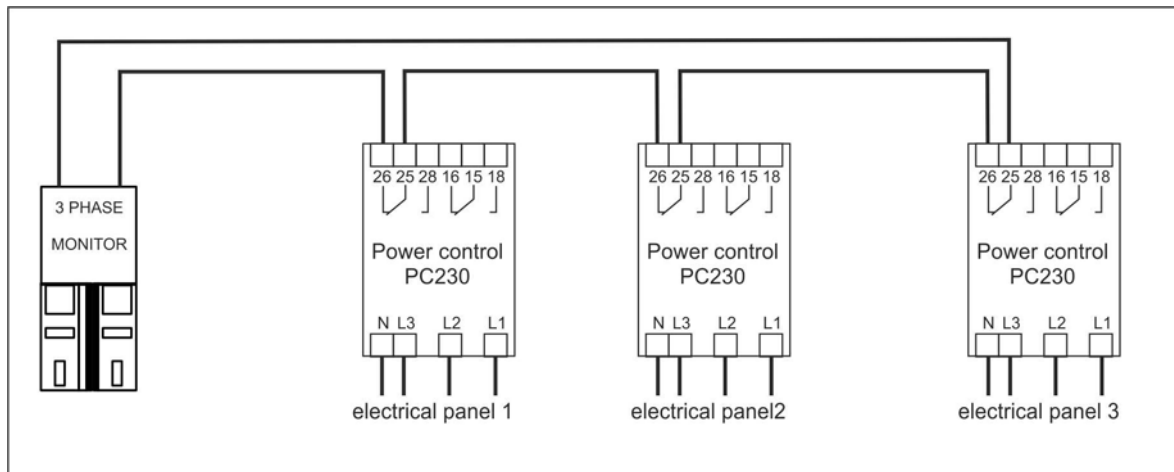 3 PHASE
MONITOR
26 25 28 16 15 18
Power control
PC230
N L3 L2 L1
electrical panel 1
26 25 28 16 15 18
Power control
PC230
N L3 L2 L1
electrical panel2
26 25 28 16 15 18
Power control
PC230
N L3 L2 L1
electrical panel 3